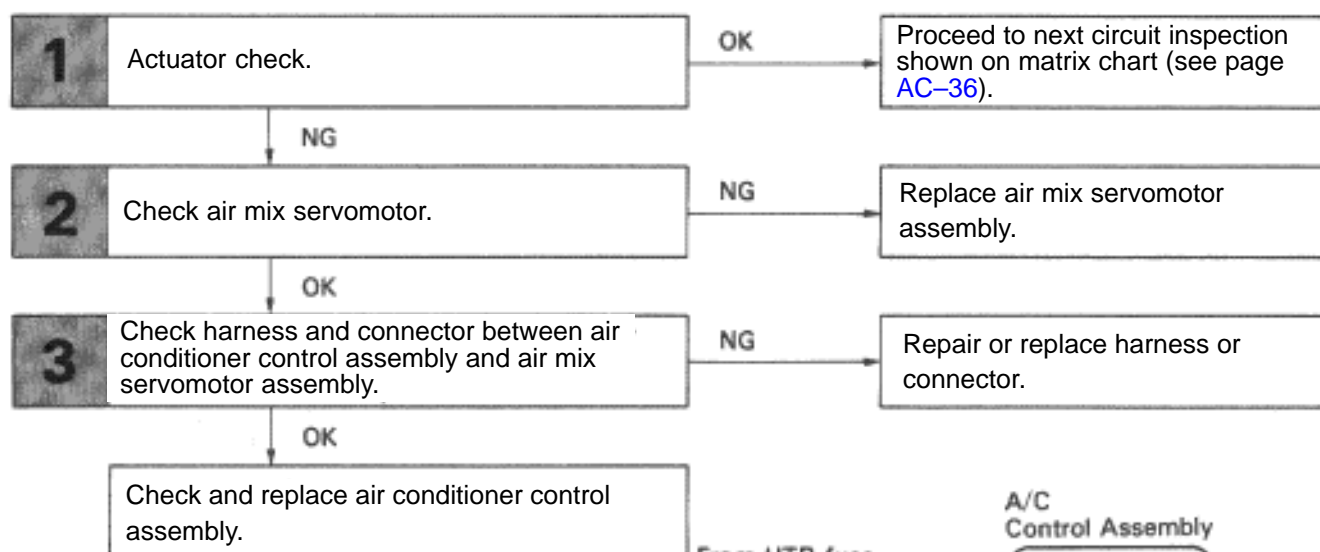 1
Actuator check.
OK
Proceed to next circuit inspection
shown on matrix chart (see page
AC–36).
NG
2
Check air mix servomotor.
NG
Replace air mix servomotor
assembly.
OK
3
Check harness and connector between air
conditioner control assembly and air mix
servomotor assembly.
NG
Repair or replace harness or
connector.
OK
Check and replace air conditioner control
assembly.
A/C
Control Assembly
From HTR fuse